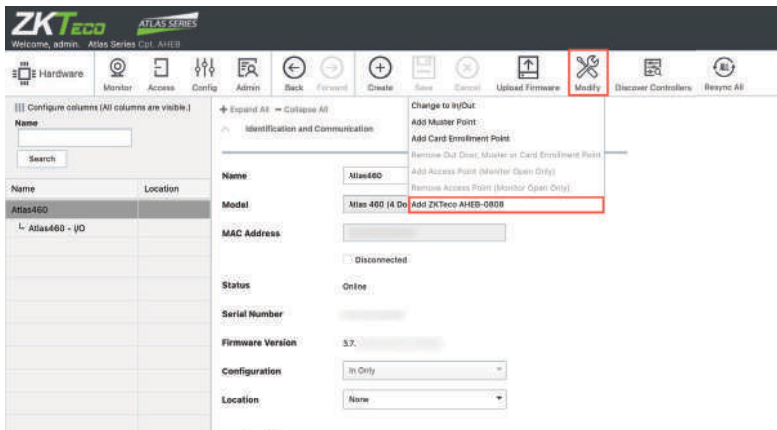 ZKTeco ATLAS SERIES
Welcome, admin. Atlas Series Cpt. AHEB
Hardware Monitor Access Config Admin Back Forward Create Save Cancel Upload Firmware Modify Discover Controllers Resync All
Configure columns (All columns are visible.)
Name
Search
Name Location
Atlas460
Atlas460 - I/O
Expand All Collapse All
Identification and Communication
Change to In/Out
Add Muster Point
Add Card Enrollment Point
Remove Out Door, Muster or Card Enrollment Point
Add Access Point (Monitor Open Only)
Remove Access Point (Monitor Open Only)
Add ZKTeco AHEB-0808
Name Atlas460
Model Atlas 460 (4 Do
MAC Address
Disconnected
Status Online
Serial Number
Firmware Version 3.7.
Configuration In Only
Location None